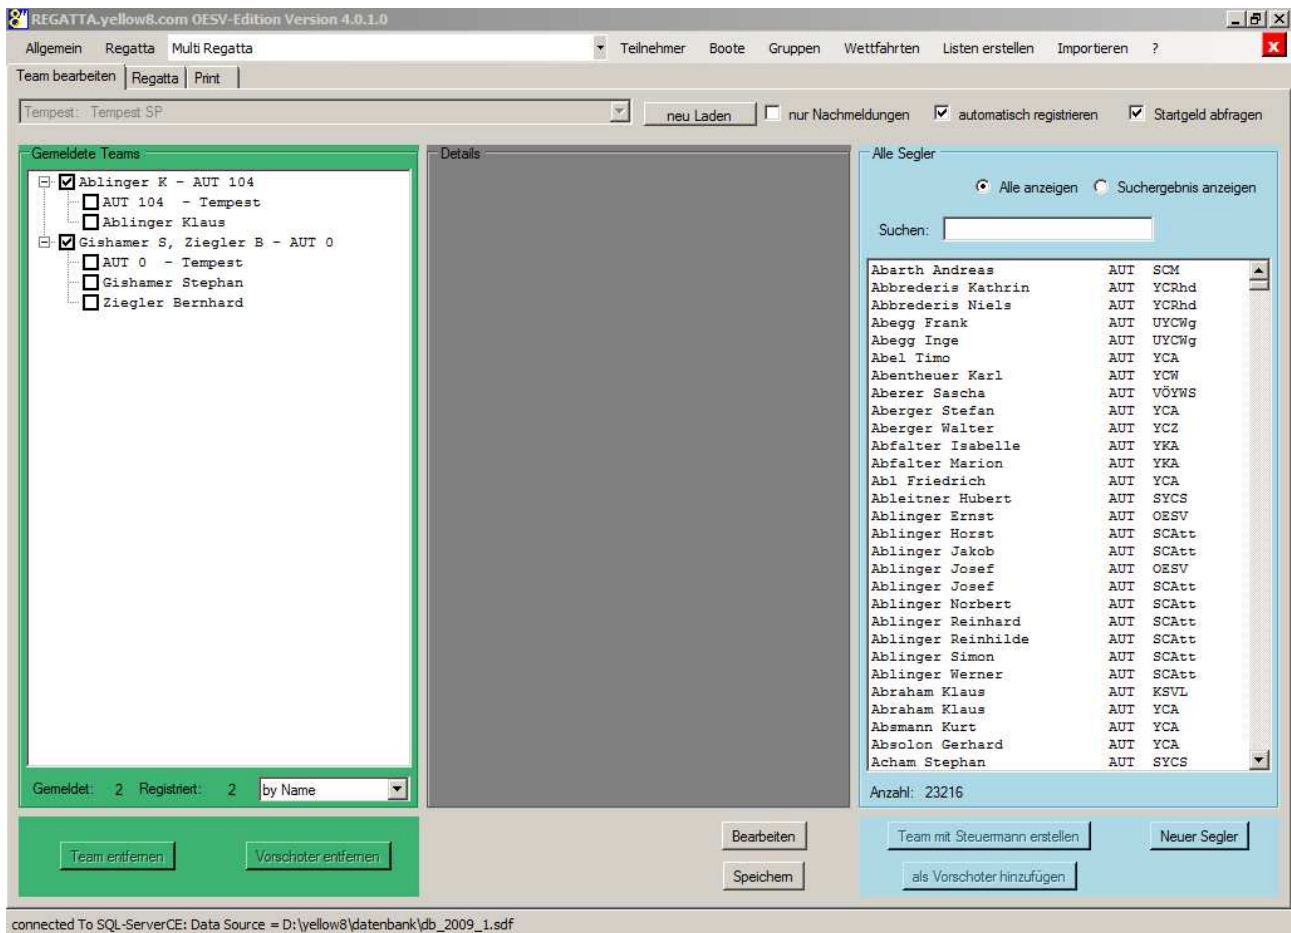 REGATTA.yellow8.com OESV-Edition Version 4.0.1.0
Allgemein Regatta Multi Regatta Teilnehmer Boote Gruppen Wettfahrten Listen erstellen Importieren ?
Team bearbeiten Regatta Print
Tempest: Tempest SP neu Laden nur Nachmeldungen automatisch registrieren Startgeld abfragen
Gemeldete Teams
Ablinger K - AUT 104
AUT 104 - Tempest
Ablinger Klaus
Gishamer S, Ziegler B - AUT 0
AUT 0 - Tempest
Gishamer Stephan
Ziegler Bernhard
Gemeldet: 2 Registriert: 2 by Name
Team entfernen Vorschoter entfernen
Details
Bearbeiten
Speichern
Alle Segler
Alle anzeigen Suchergebnis anzeigen
Suchen:
Abarth Andreas AUT SCM
Abbrederis Kathrin AUT YCRhd
Abbrederis Niels AUT YCRhd
Abegg Frank AUT UYCWg
Abegg Inge AUT UYCWg
Abel Timo AUT YCA
Abentheuer Karl AUT YCW
Aberer Sascha AUT VÖYWS
Aberger Stefan AUT YCA
Aberger Walter AUT YCZ
Abfalter Isabelle AUT YKA
Abfalter Marion AUT YKA
Abl Friedrich AUT YCA
Ableitner Hubert AUT SYCS
Ablinger Ernst AUT OESV
Ablinger Horst AUT SCAtt
Ablinger Jakob AUT SCAtt
Ablinger Josef AUT OESV
Ablinger Josef AUT SCAtt
Ablinger Norbert AUT SCAtt
Ablinger Reinhard AUT SCAtt
Ablinger Reinhilde AUT SCAtt
Ablinger Simon AUT SCAtt
Ablinger Werner AUT SCAtt
Abraham Klaus AUT KSVL
Abraham Klaus AUT YCA
Absmann Kurt AUT YCA
Absolon Gerhard AUT YCA
Acham Stephan AUT SYCS
Anzahl: 23216
Team mit Steuermann erstellen Neuer Segler
als Vorschoter hinzufügen
connected To SQL-ServerCE: Data Source = D:\yellow8\datenbank\db_2009_1.sdf